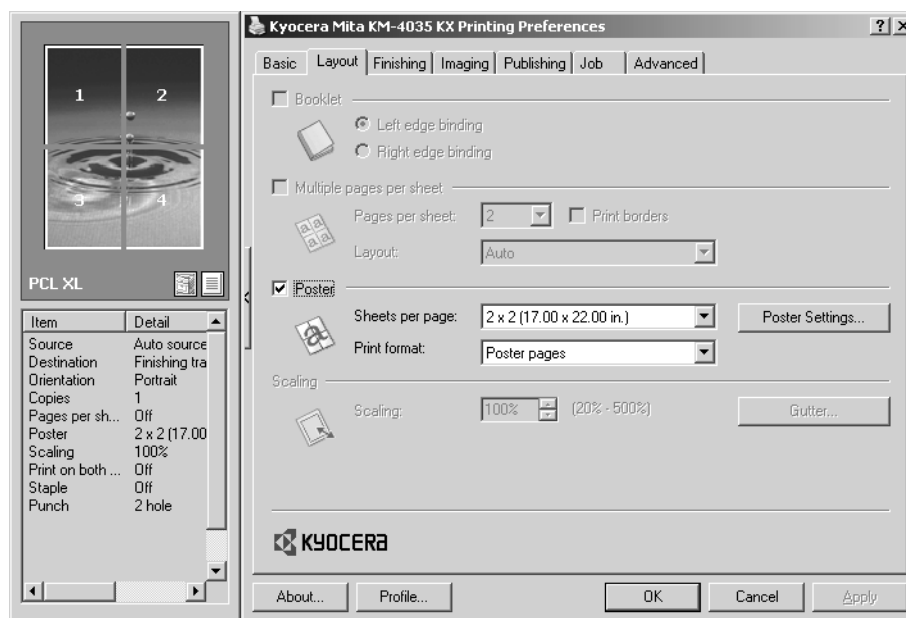 Kyocera Mita KM-4035 KX Printing Preferences
? X
Basic Layout Finishing Imaging Publishing Job Advanced
1 2
3 4
PCL XL
Item Detail
Source Auto source
Destination Finishing tra
Orientation Portrait
Copies 1
Pages per sh... Off
Poster 2 x 2 (17.00
Scaling 100%
Print on both ... Off
Staple Off
Punch 2 hole
Booklet
Left edge binding
Right edge binding
Multiple pages per sheet
Pages per sheet: 2 Print borders
Layout: Auto
Poster
Sheets per page: 2 x 2 (17.00 x 22.00 in.) Poster Settings...
Print format: Poster pages
Scaling
Scaling: 100% (20% - 500%) Gutter...
KYOCERA
About... Profile... OK Cancel Apply